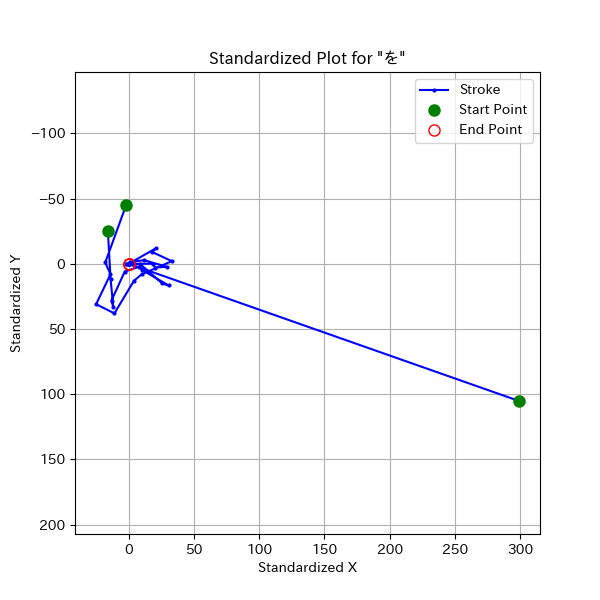 Standardized Plot for "を"
Stroke
Start Point
End Point
−100
−50
0
50
100
150
200
Standardized Y
0 50 100 150 200 250 300
Standardized X